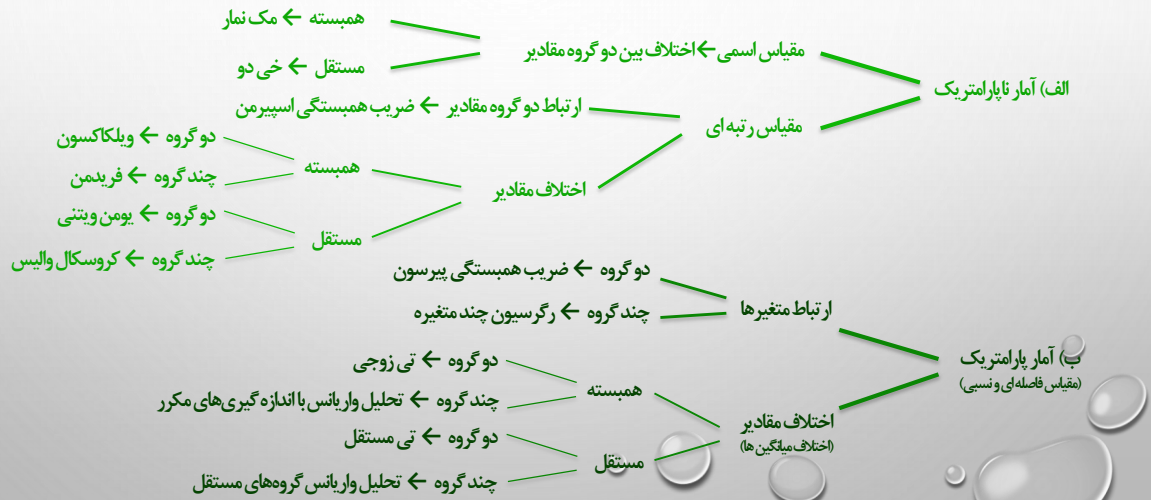 الف) آمار ناپارامتریک
مقیاس اسمی ← اختلاف بین دو گروه مقادیر
همبسته ← مک نمار
مستقل ← خی دو
مقیاس رتبه ای
ارتباط دو گروه مقادیر ← ضریب همبستگی اسپیرمن
اختلاف مقادیر
همبسته
دو گروه ← ویلکاکسون
چند گروه ← فریدمن
مستقل
دو گروه ← یومن ویتنی
چند گروه ← کروسکال والیس
ب) آمار پارامتریک
(مقیاس فاصله ای و نسبی)
ارتباط متغیرها
دو گروه ← ضریب همبستگی پیرسون
چند گروه ← رگرسیون چند متغیره
اختلاف مقادیر
(اختلاف میانگین ها)
همبسته
دو گروه ← تی زوجی
چند گروه ← تحلیل واریانس با اندازه گیری‌های مکرر
مستقل
دو گروه ← تی مستقل
چند گروه ← تحلیل واریانس گروه‌های مستقل